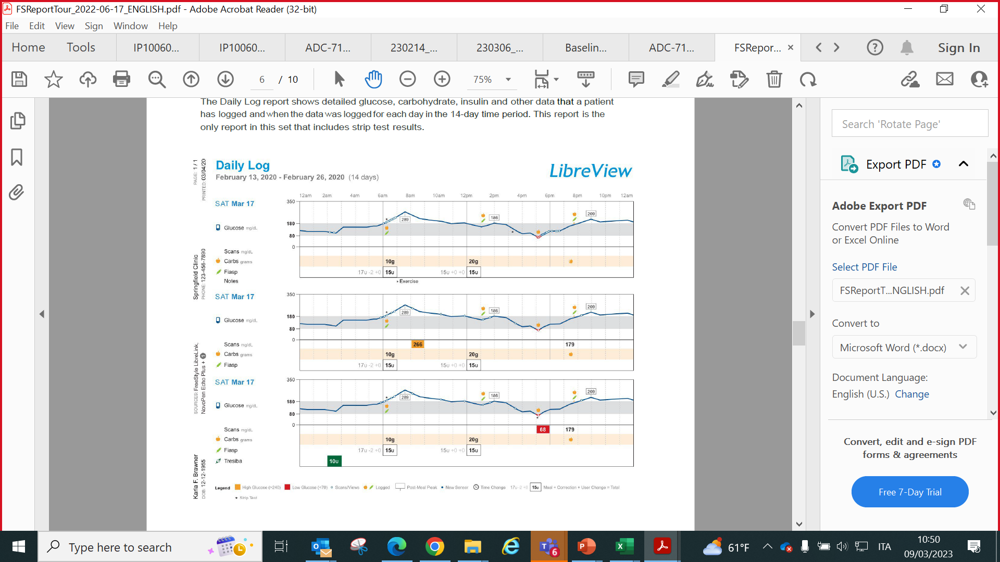 FSReportTour_2022-06-17_ENGLISH.pdf - Adobe Acrobat Reader (32-bit)
File Edit View Sign Window Help
Home Tools IP10060... IP10060... ADC-71... 230214_... 230306_... Baselin... ADC-71... FSRepor... Sign In
6 / 10 75%
The Daily Log report shows detailed glucose, carbohydrate, insulin and other data that a patient
has logged and when the data was logged for each day in the 14-day time period. This report is the
only report in this set that includes strip test results.
PAGE: 1 / 1
PRINTED: 03/04/20
Daily Log
February 13, 2020 - February 26, 2020 (14 days)
LibreView
12am 2am 4am 6am 8am 10am 12pm 2pm 4pm 6pm 8pm 10pm 12am
SAT Mar 17
350
180
80
0
289 186 209
Glucose mg/dL
Scans mg/dL
Carbs grams 10g 20g
Fiasp 17u -2 +0 15u 15u +0 +0 15u
Notes Exercise
Springfield Clinic
PHONE: 123-456-7890
SAT Mar 17
350
180
80
0
289 186 209
Glucose mg/dL
Scans mg/dL 266 179
Carbs grams 10g 20g
Fiasp 17u -2 +0 15u 15u +0 +0 15u
SOURCES: FreeStyle LibreLink,
NovoPen Echo Plus + 1
SAT Mar 17
350
180
80
0
289 186 209
Glucose mg/dL
Scans mg/dL 68 179
Carbs grams 10g 20g
Fiasp 17u -2 +0 15u 15u +0 +0 15u
Tresiba 10u
Karla F. Brawner
DOB: 12-12-1955
Legend High Glucose (>240) Low Glucose (<70) Scans/Views Logged Post-Meal Peak New Sensor Time Change 17u -2 +0 15u Meal + Correction + User Change = Total
Strip Test
Search 'Rotate Page'
Export PDF
Adobe Export PDF
Convert PDF Files to Word
or Excel Online
Select PDF File
FSReportT...NGLISH.pdf
Convert to
Microsoft Word (*.docx)
Document Language:
English (U.S.) Change
Convert, edit and e-sign PDF
forms & agreements
Free 7-Day Trial
Type here to search
6
61°F
ITA
10:50
09/03/2023